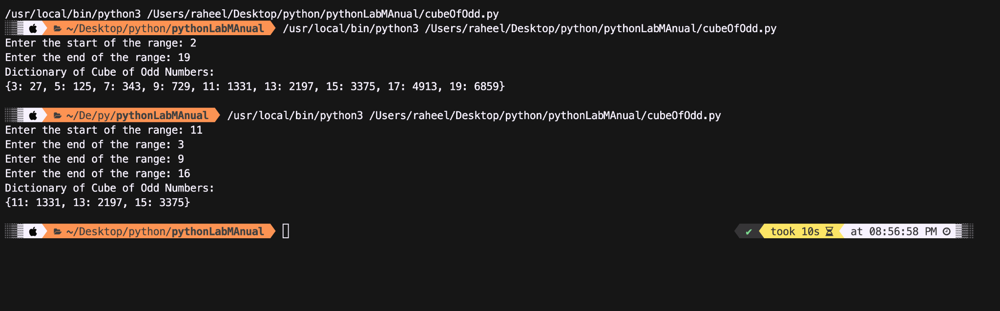 /usr/local/bin/python3 /Users/raheel/Desktop/python/pythonLabMAnual/cubeOfOdd.py
~/Desktop/python/pythonLabMAnual /usr/local/bin/python3 /Users/raheel/Desktop/python/pythonLabMAnual/cubeOfOdd.py
Enter the start of the range: 2
Enter the end of the range: 19
Dictionary of Cube of Odd Numbers:
{3: 27, 5: 125, 7: 343, 9: 729, 11: 1331, 13: 2197, 15: 3375, 17: 4913, 19: 6859}
~/De/py/pythonLabMAnual /usr/local/bin/python3 /Users/raheel/Desktop/python/pythonLabMAnual/cubeOfOdd.py
Enter the start of the range: 11
Enter the end of the range: 3
Enter the end of the range: 9
Enter the end of the range: 16
Dictionary of Cube of Odd Numbers:
{11: 1331, 13: 2197, 15: 3375}
~/Desktop/python/pythonLabMAnual ✔ took 10s at 08:56:58 PM